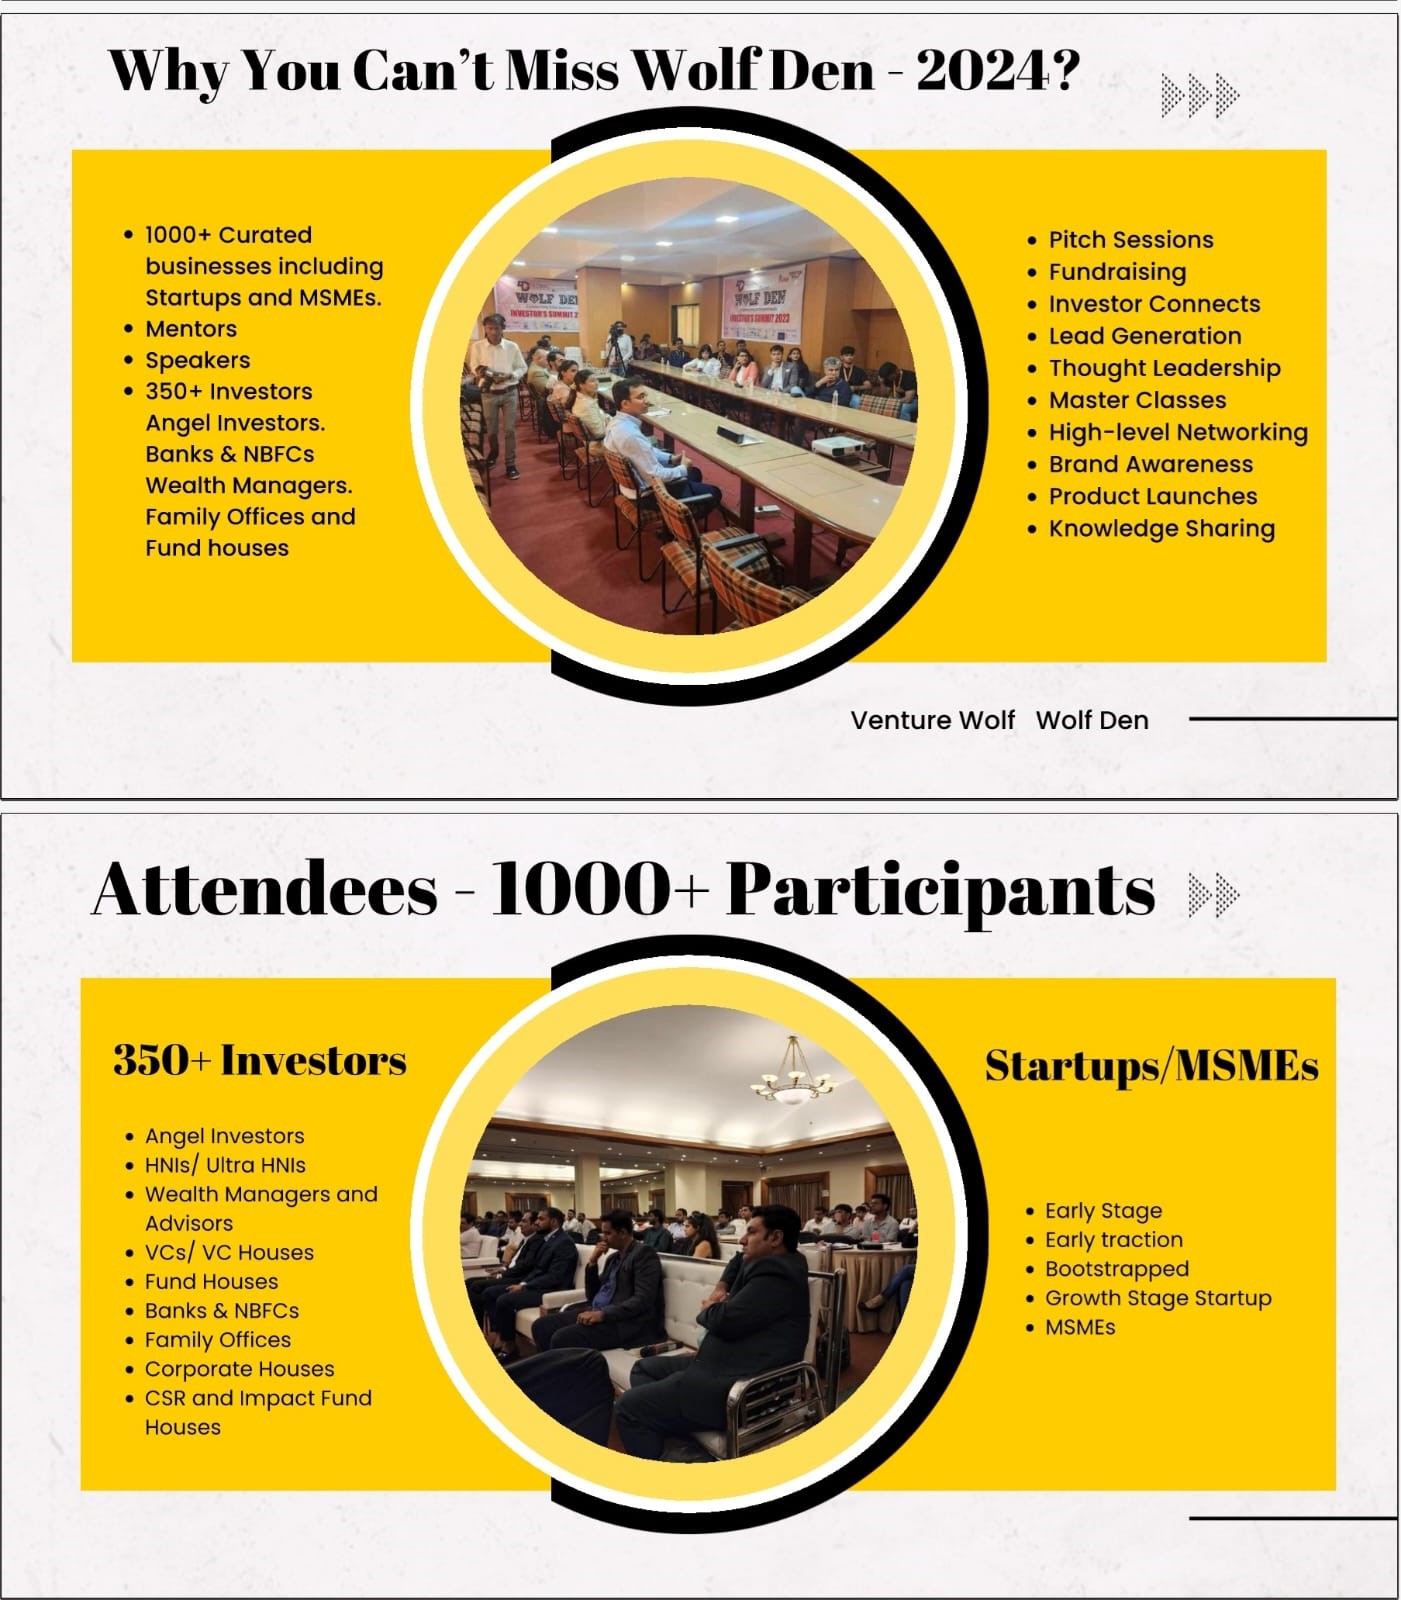 Why You Can't Miss Wolf Den - 2024?
1000+ Curated
businesses including
Startups and MSMEs.
Mentors
Speakers
350+ Investors
Angel Investors.
Banks & NBFCs
Wealth Managers.
Family Offices and
Fund houses
WOLF DEN
INVESTOR'S SUMMIT 2
WOLF DEN
INVESTOR'S SUMMIT 2023
Pitch Sessions
Fundraising
Investor Connects
Lead Generation
Thought Leadership
Master Classes
High-level Networking
Brand Awareness
Product Launches
Knowledge Sharing
Venture Wolf Wolf Den
Attendees - 1000+ Participants
350+ Investors
Angel Investors
HNIs/ Ultra HNIs
Wealth Managers and
Advisors
VCs/ VC Houses
Fund Houses
Banks & NBFCs
Family Offices
Corporate Houses
CSR and Impact Fund
Houses
Startups/MSMEs
Early Stage
Early traction
Bootstrapped
Growth Stage Startup
MSMEs